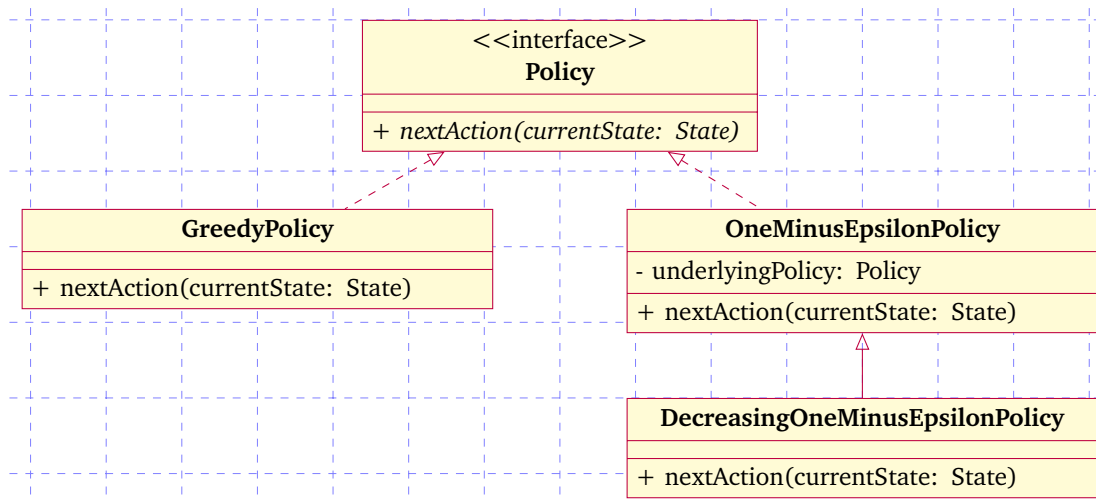 <<interface>>
Policy
+ nextAction(currentState: State)
GreedyPolicy
+ nextAction(currentState: State)
OneMinusEpsilonPolicy
- underlyingPolicy: Policy
+ nextAction(currentState: State)
DecreasingOneMinusEpsilonPolicy
+ nextAction(currentState: State)